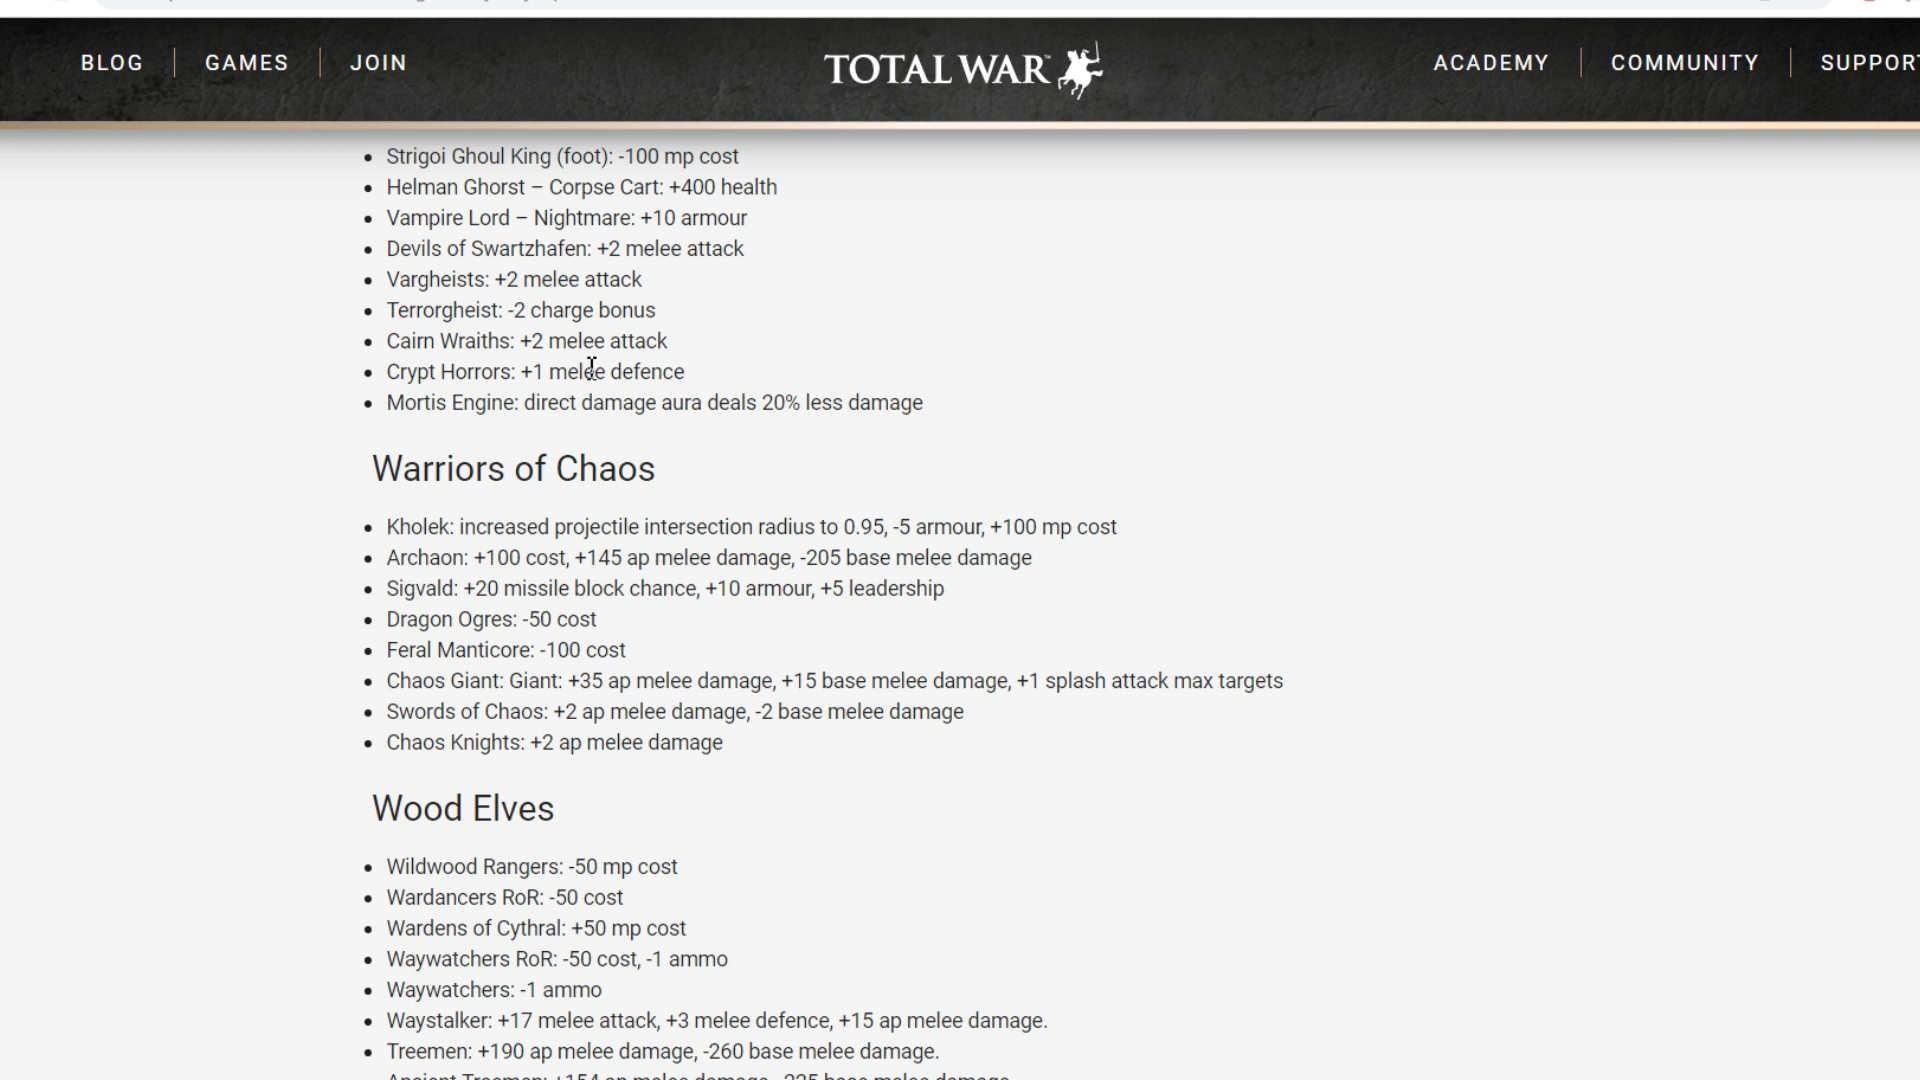 BLOG GAMES JOIN TOTAL WAR™ ACADEMY COMMUNITY
Strigoi Ghoul King (foot): -100 mp cost
Helman Ghorst – Corpse Cart: +400 health
Vampire Lord – Nightmare: +10 armour
Devils of Swartzhafen: +2 melee attack
Vargheists: +2 melee attack
Terrorgheist: -2 charge bonus
Cairn Wraiths: +2 melee attack
Crypt Horrors: +1 melee defence
Mortis Engine: direct damage aura deals 20% less damage
Warriors of Chaos
Kholek: increased projectile intersection radius to 0.95, -5 armour, +100 mp cost
Archaon: +100 cost, +145 ap melee damage, -205 base melee damage
Sigvald: +20 missile block chance, +10 armour, +5 leadership
Dragon Ogres: -50 cost
Feral Manticore: -100 cost
Chaos Giant: Giant: +35 ap melee damage, +15 base melee damage, +1 splash attack max targets
Swords of Chaos: +2 ap melee damage, -2 base melee damage
Chaos Knights: +2 ap melee damage
Wood Elves
Wildwood Rangers: -50 mp cost
Wardancers RoR: -50 cost
Wardens of Cythral: +50 mp cost
Waywatchers RoR: -50 cost, -1 ammo
Waywatchers: -1 ammo
Waystalker: +17 melee attack, +3 melee defence, +15 ap melee damage.
Treemen: +190 ap melee damage, -260 base melee damage.